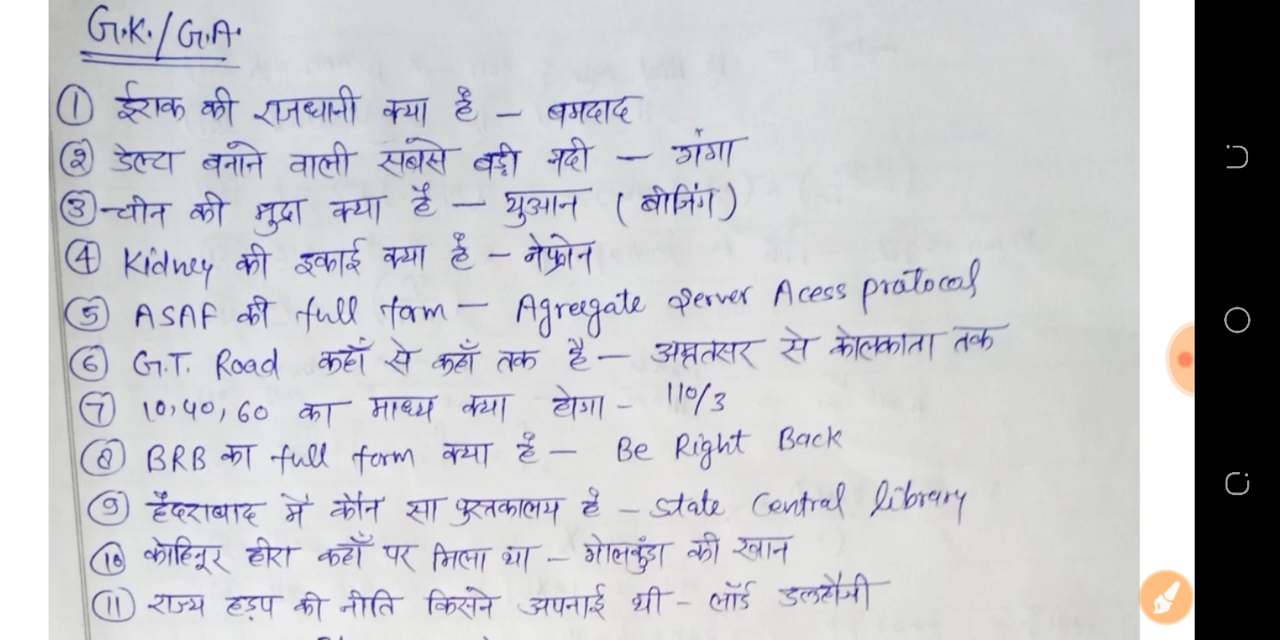 G.K./G.A.
① ईराक की राजधानी क्या है – बगदाद
② डेल्टा बनाने वाली सबसे बड़ी नदी – गंगा
③ चीन की मुद्रा क्या है – युआन (बीजिंग)
④ Kidney की इकाई क्या है – नेफ्रोन
⑤ ASAF की full form – Agreegate Server Acess protocol
⑥ G.T. Road कहाँ से कहाँ तक है – अमृतसर से कोलकाता तक
⑦ 10, 40, 60 का माध्य क्या होगा – 110/3
⑧ BRB का full form क्या है – Be Right Back
⑨ हैदराबाद में कौन सा पुस्तकालय है – State Central library
⑩ कोहिनूर हीरा कहाँ पर मिला था – गोलकुंडा की खान
⑪ राज्य हड़प की नीति किसने अपनाई थी – लॉर्ड डलहौजी